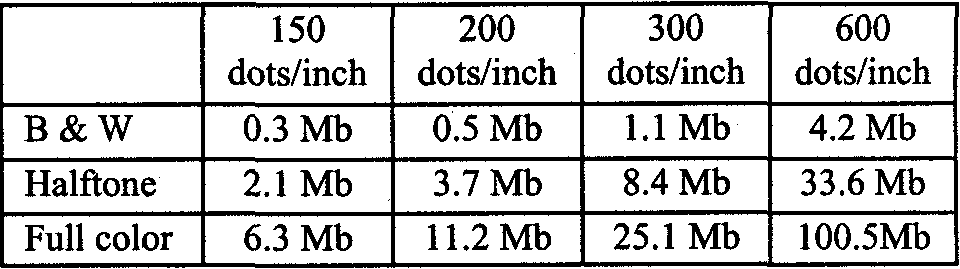 150 200 300 600
dots/inch dots/inch dots/inch dots/inch
B & W 0.3 Mb 0.5 Mb 1.1 Mb 4.2 Mb
Halftone 2.1 Mb 3.7 Mb 8.4 Mb 33.6 Mb
Full color 6.3 Mb 11.2 Mb 25.1 Mb 100.5Mb